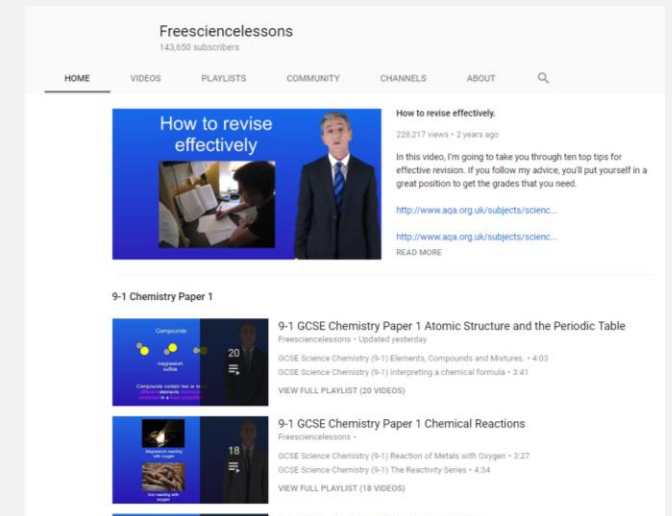 Freesciencelessons
143,650 subscribers
HOME VIDEOS PLAYLISTS COMMUNITY CHANNELS ABOUT
How to revise
effectively
How to revise effectively.
229,217 views • 2 years ago
In this video, I'm going to take you through ten top tips for
effective revision. If you follow my advice, you'll put yourself in a
great position to get the grades that you need.
http://www.aqa.org.uk/subjects/scienc...
http://www.aqa.org.uk/subjects/scienc...
READ MORE
9-1 Chemistry Paper 1
Compounds
magnesium
sulfide
Compounds contain two or
elements
20
9-1 GCSE Chemistry Paper 1 Atomic Structure and the Periodic Table
Freesciencelessons • Updated yesterday
GCSE Science Chemistry (9-1) Elements, Compounds and Mixtures. • 4:03
GCSE Science Chemistry (9-1) Interpreting a chemical formula • 3:41
VIEW FULL PLAYLIST (20 VIDEOS)
Magnesium reacting
with oxygen
Iron reacting with
oxygen
18
9-1 GCSE Chemistry Paper 1 Chemical Reactions
Freesciencelessons •
GCSE Science Chemistry (9-1) Reaction of Metals with Oxygen • 3:27
GCSE Science Chemistry (9-1) The Reactivity Series • 4:34
VIEW FULL PLAYLIST (18 VIDEOS)